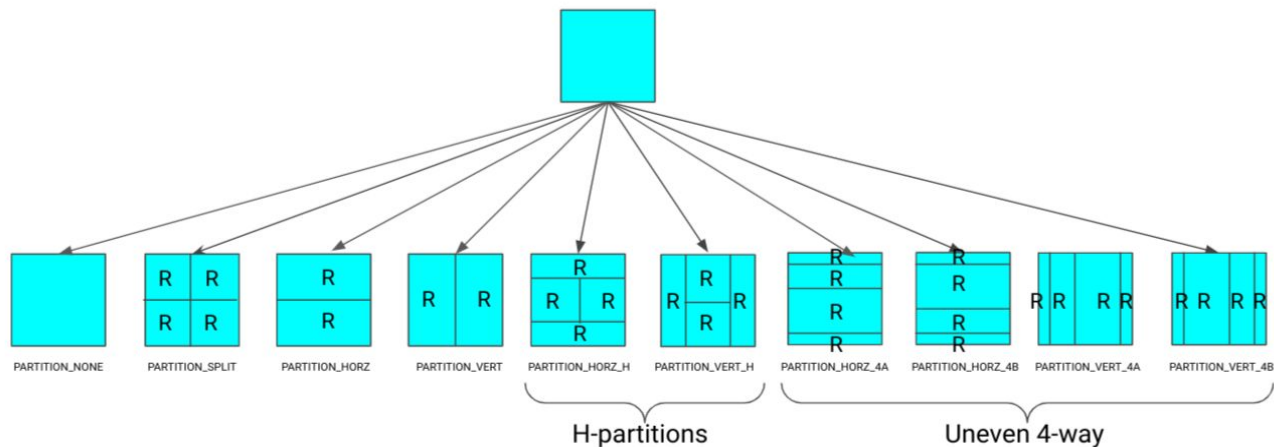 R R R R R R R R
R R R R R R R R R R R R R R R R R R
R R R R R R
PARTITION_NONE PARTITION_SPLIT PARTITION_HORZ PARTITION_VERT PARTITION_HORZ_H PARTITION_VERT_H PARTITION_HORZ_4A PARTITION_HORZ_4B PARTITION_VERT_4A PARTITION_VERT_4B
H-partitions Uneven 4-way